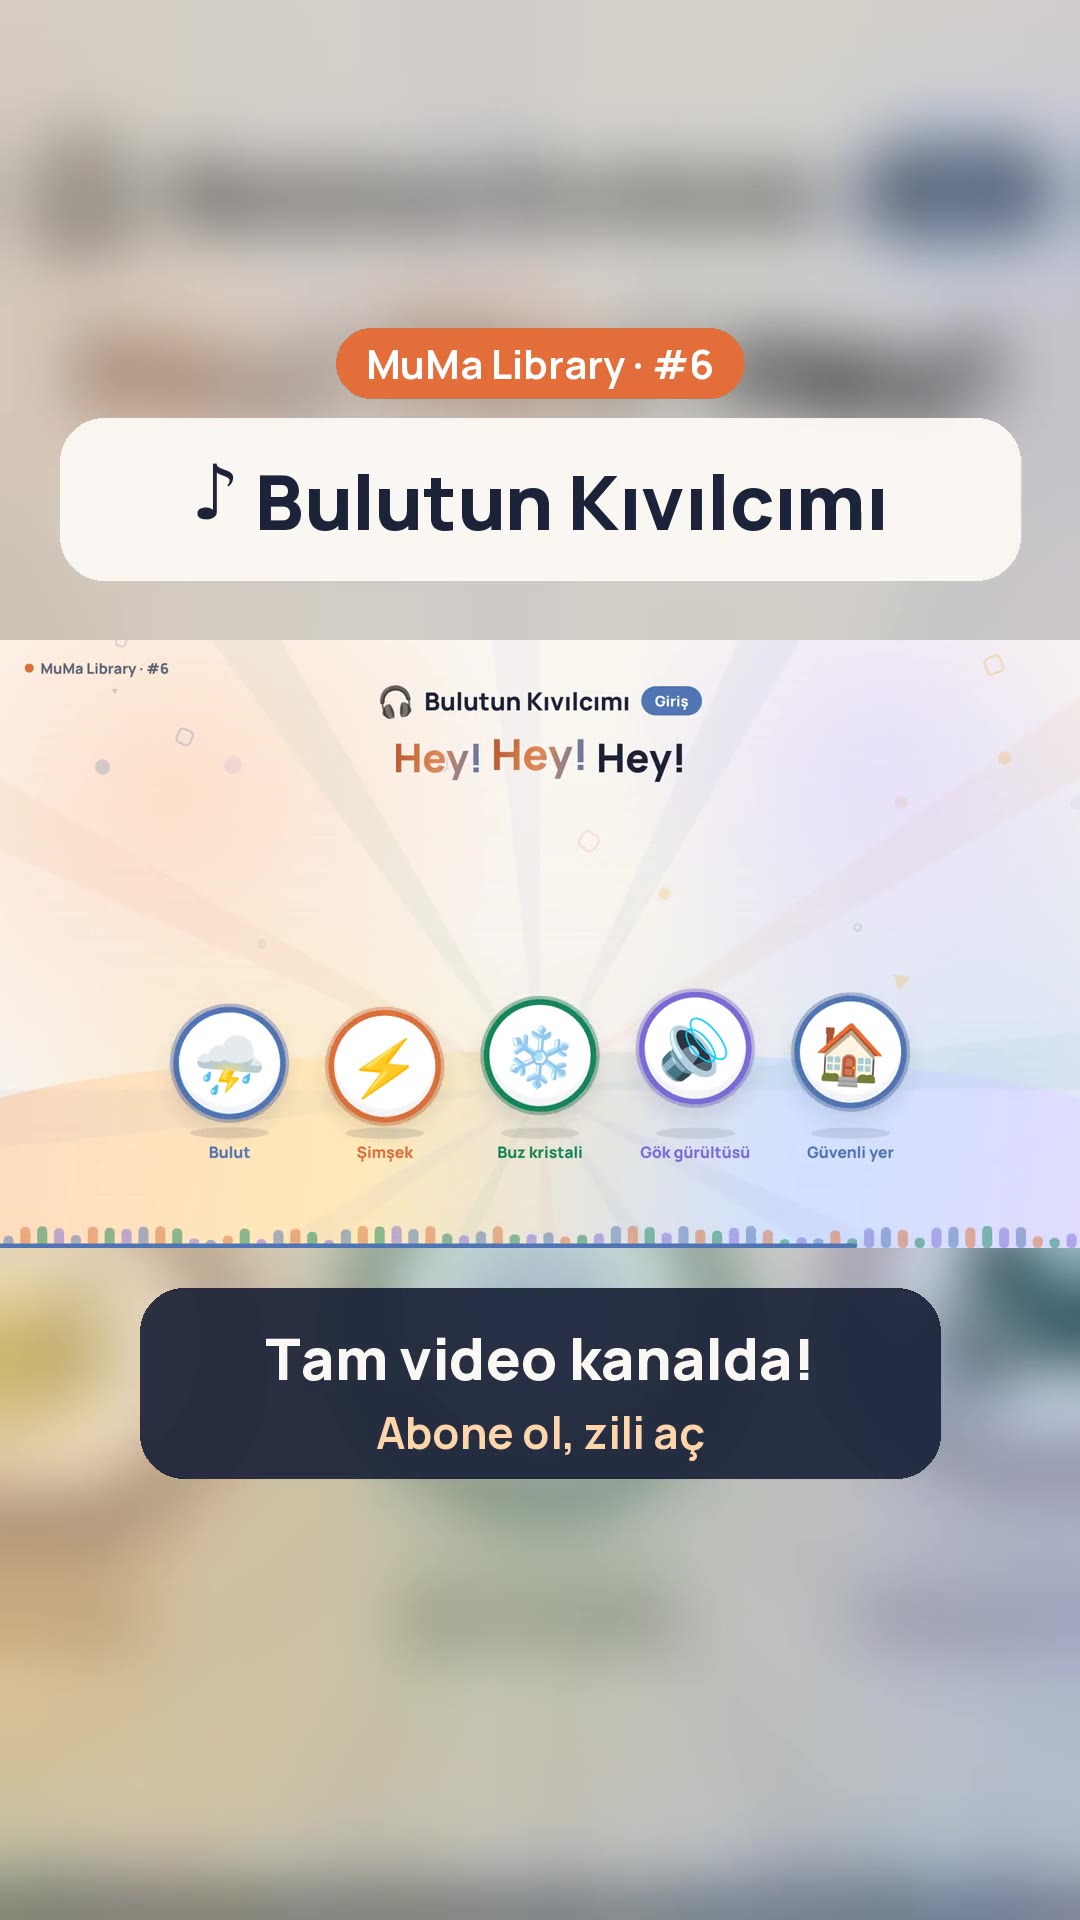 MuMa Library · #6
♪ Bulutun Kıvılcımı
MuMa Library · #6
Bulutun Kıvılcımı Giriş
Hey! Hey! Hey!
Bulut Şimşek Buz kristali Gök gürültüsü Güvenli yer
Tam video kanalda!
Abone ol, zili aç